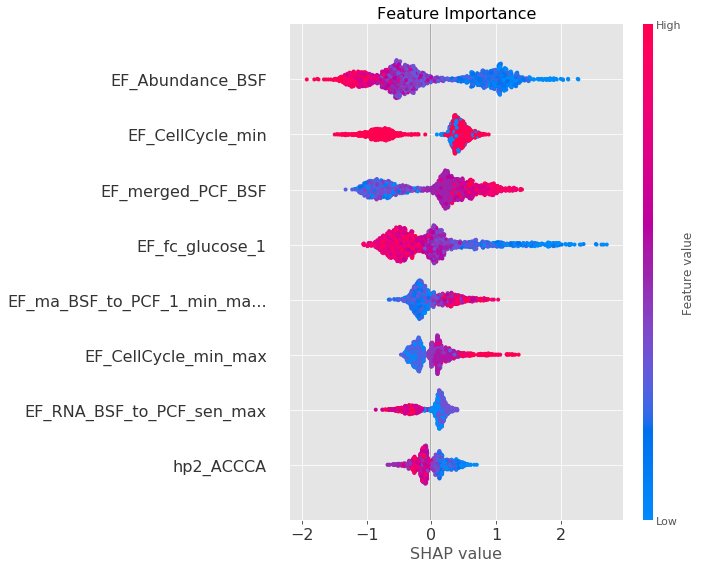 Feature Importance
High
EF_Abundance_BSF
EF_CellCycle_min
EF_merged_PCF_BSF
EF_fc_glucose_1
EF_ma_BSF_to_PCF_1_min_ma...
EF_CellCycle_min_max
EF_RNA_BSF_to_PCF_sen_max
hp2_ACCCA
Feature value
Low
−2 −1 0 1 2
SHAP value